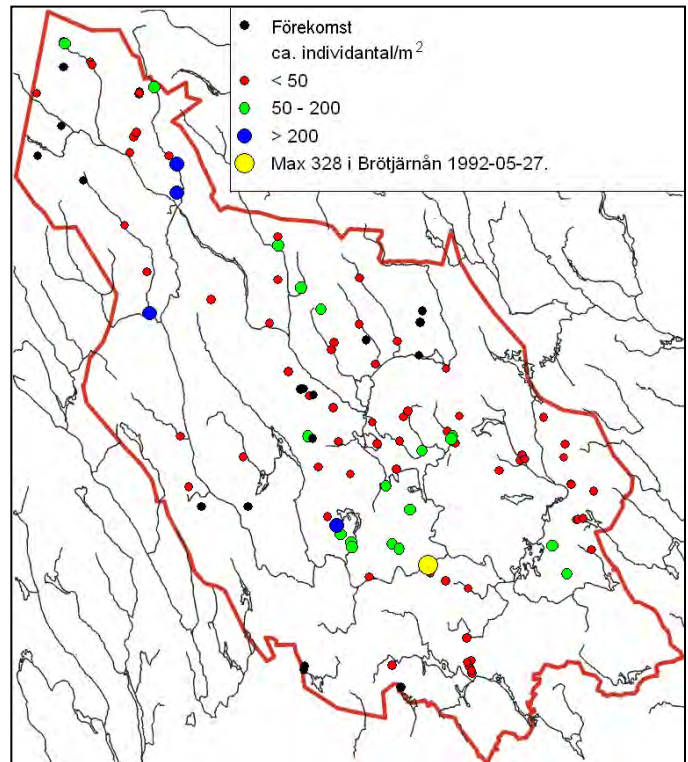 Förekomst
ca. individantal/m²
< 50
50 - 200
> 200
Max 328 i Brötjärnån 1992-05-27.